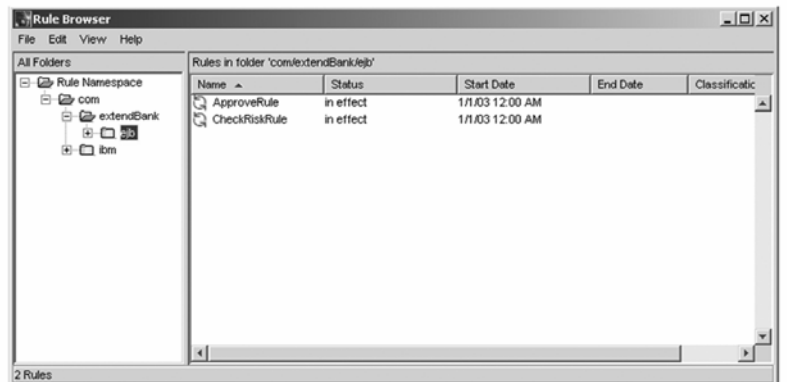 Rule Browser
File Edit View Help
All Folders
Rules in folder 'com/extendBank/ejb'
Rule Namespace
com
extendBank
ejb
ibm
Name Status Start Date End Date Classificatic
ApproveRule in effect 1/1/03 12:00 AM
CheckRiskRule in effect 1/1/03 12:00 AM
2 Rules